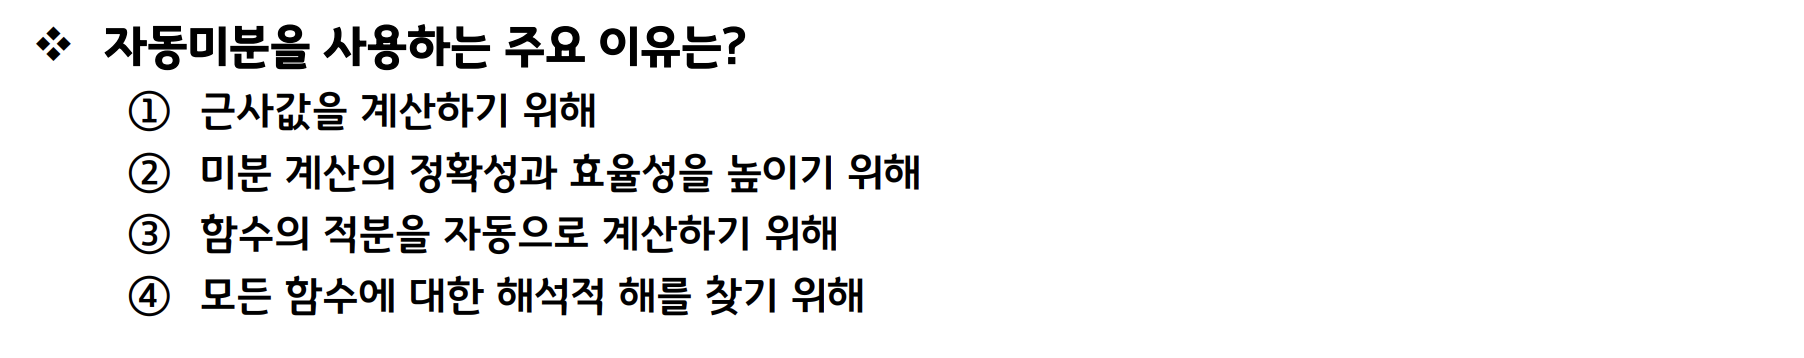 ❖ 자동미분을 사용하는 주요 이유는?
① 근사값을 계산하기 위해
② 미분 계산의 정확성과 효율성을 높이기 위해
③ 함수의 적분을 자동으로 계산하기 위해
④ 모든 함수에 대한 해석적 해를 찾기 위해